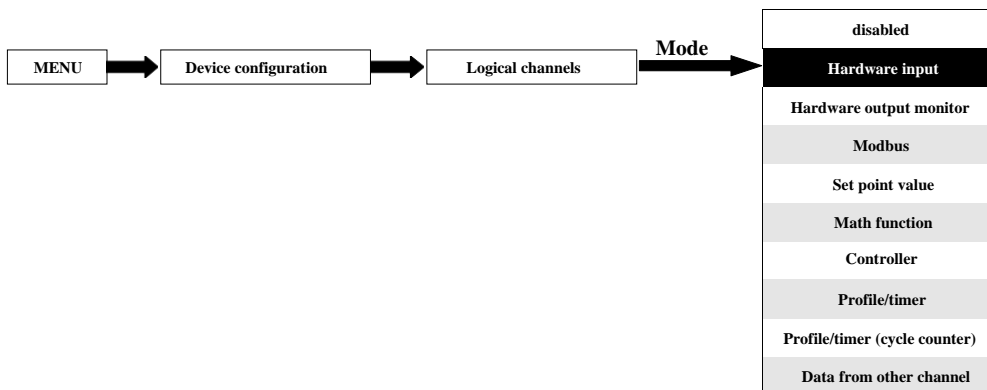 MENU
Device configuration
Logical channels
Mode
disabled
Hardware input
Hardware output monitor
Modbus
Set point value
Math function
Controller
Profile/timer
Profile/timer (cycle counter)
Data from other channel